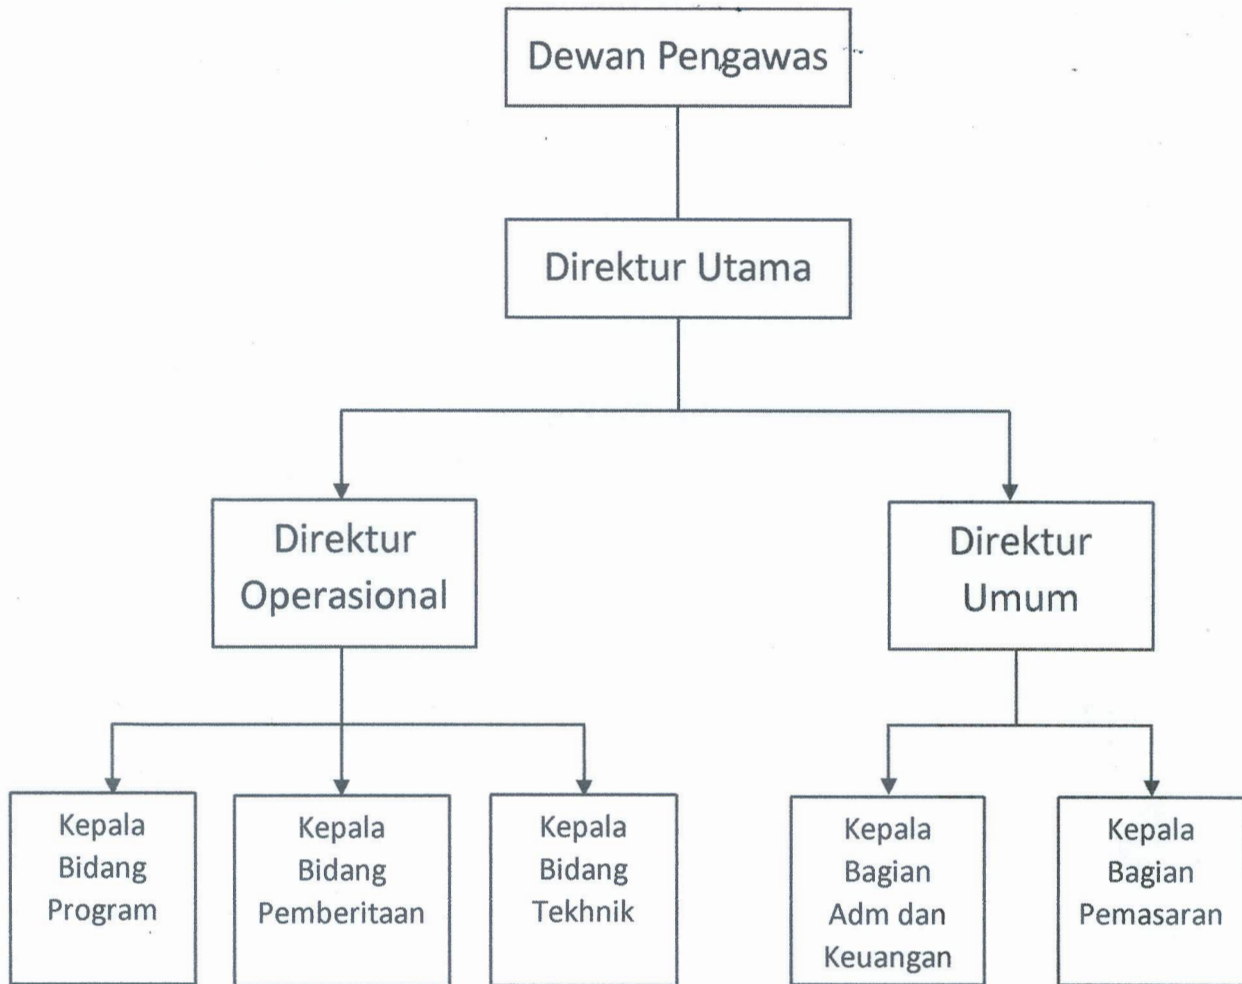 Dewan Pengawas
Direktur Utama
Direktur
Operasional
Direktur
Umum
Kepala
Bidang
Program
Kepala
Bidang
Pemberitaan
Kepala
Bidang
Tekhnik
Kepala
Bagian
Adm dan
Keuangan
Kepala
Bagian
Pemasaran